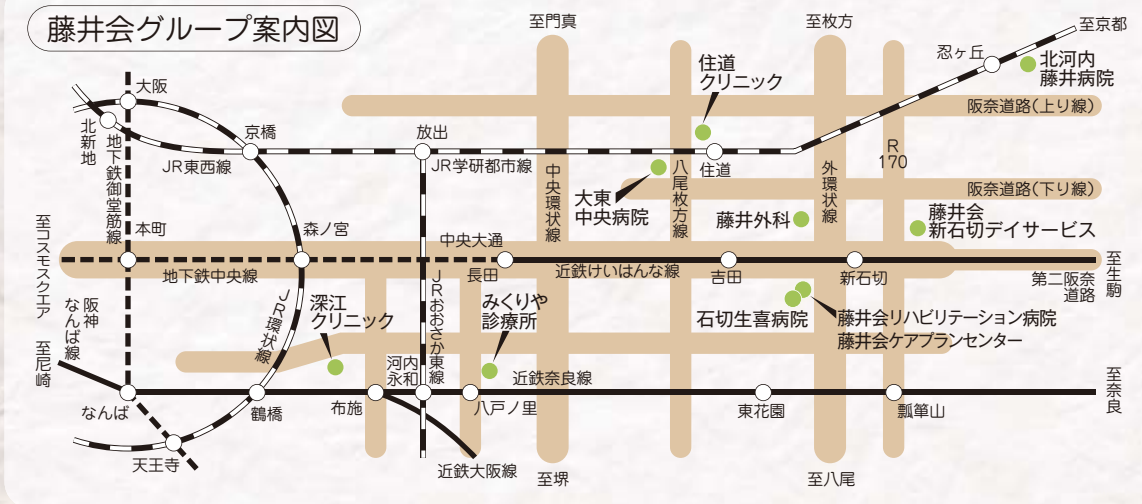 藤井会グループ案内図
至門真
至枚方
至京都
忍ヶ丘
北河内
藤井病院
住道
クリニック
大阪
阪奈道路(上り線)
北新地
地下鉄御堂筋線
京橋
放出
JR東西線
JR学研都市線
中央環状線
八尾枚方線
住道
外環状線
R
170
大東
中央病院
阪奈道路(下り線)
藤井外科
藤井会
新石切デイサービス
至コスモスクエア
本町
森ノ宮
中央大通
地下鉄中央線
長田
近鉄けいはんな線
吉田
新石切
第二阪奈
道路
至生駒
阪神
なんば線
至尼崎
JR環状線
深江
クリニック
JRおおさか東線
みくりや
診療所
石切生喜病院
藤井会リハビリテーション病院
藤井会ケアプランセンター
河内
永和
近鉄奈良線
なんば
鶴橋
布施
八戸ノ里
東花園
瓢箪山
至奈良
天王寺
近鉄大阪線
至堺
至八尾